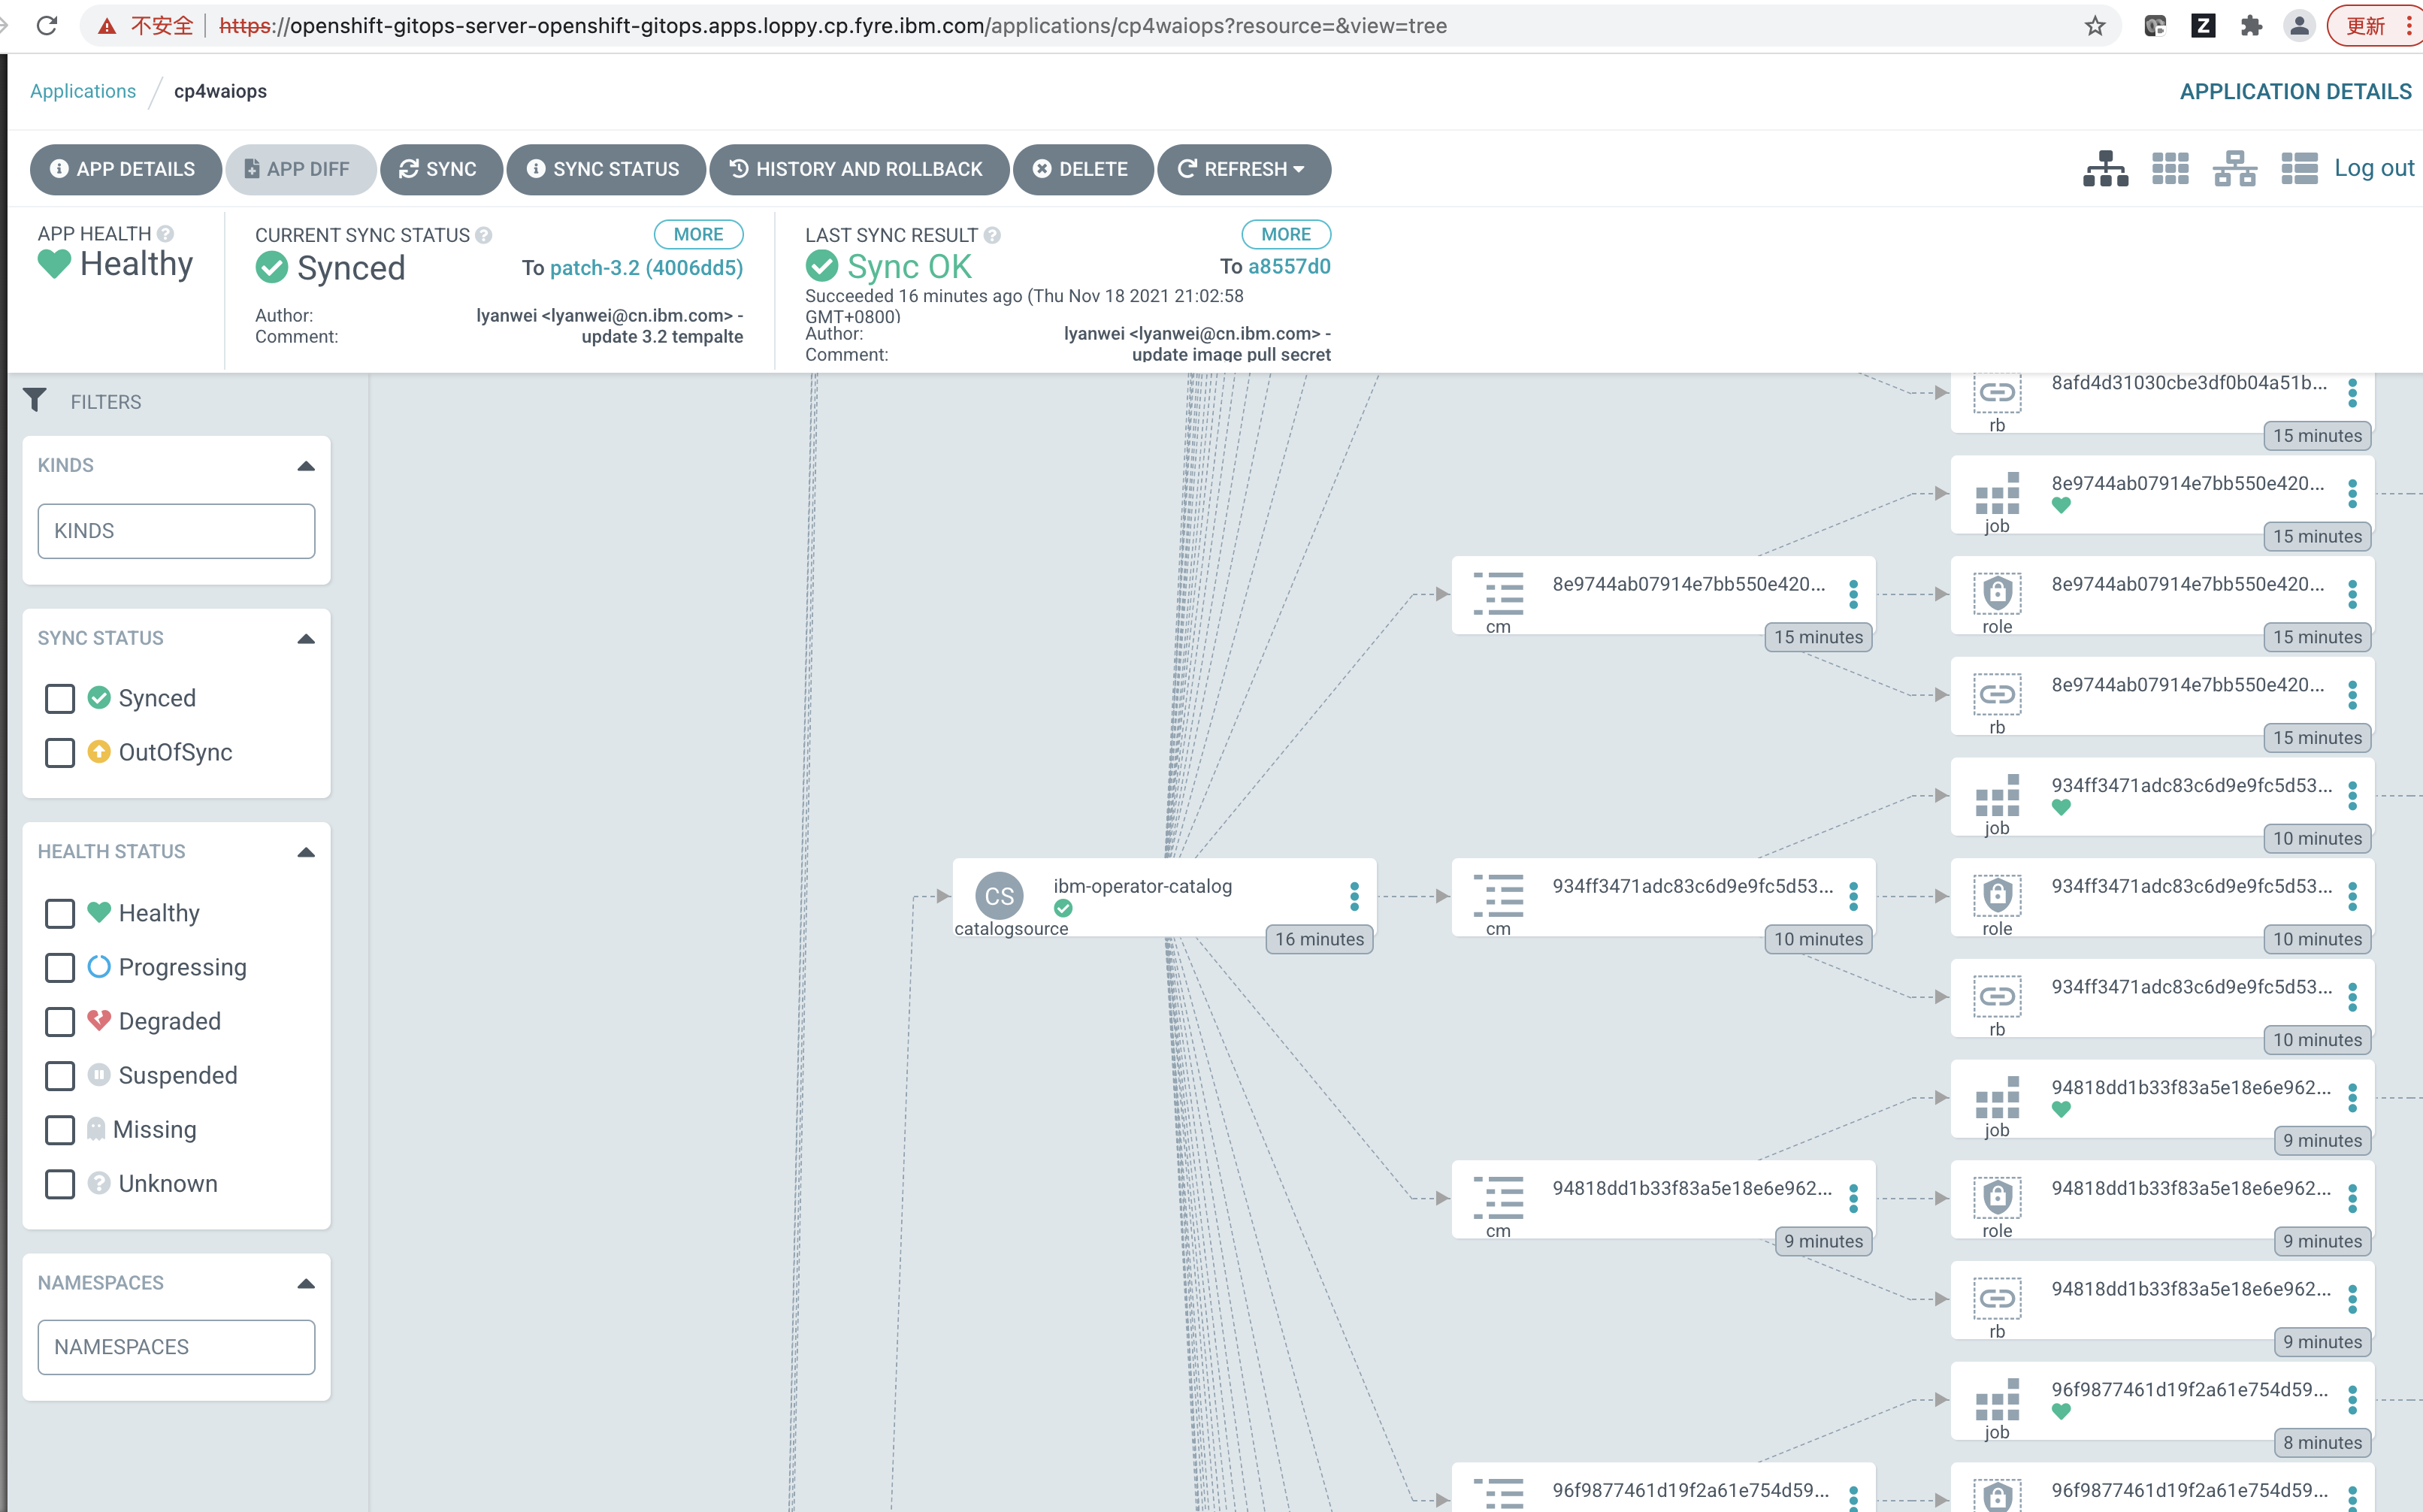 不安全 https://openshift-gitops-server-openshift-gitops.apps.loppy.cp.fyre.ibm.com/applications/cp4waiops?resource=&view=tree
Z
更新
Applications / cp4waiops
APPLICATION DETAILS
APP DETAILS
APP DIFF
SYNC
SYNC STATUS
HISTORY AND ROLLBACK
DELETE
REFRESH
Log out
APP HEALTH
Healthy
CURRENT SYNC STATUS
MORE
Synced
To patch-3.2 (4006dd5)
Author: lyanwei <lyanwei@cn.ibm.com> -
Comment: update 3.2 tempalte
LAST SYNC RESULT
MORE
Sync OK
To a8557d0
Succeeded 16 minutes ago (Thu Nov 18 2021 21:02:58
GMT+0800)
Author: lyanwei <lyanwei@cn.ibm.com> -
Comment: update image pull secret
FILTERS
KINDS
KINDS
SYNC STATUS
Synced
OutOfSync
HEALTH STATUS
Healthy
Progressing
Degraded
Suspended
Missing
Unknown
NAMESPACES
NAMESPACES
CS
ibm-operator-catalog
catalogsource
16 minutes
8e9744ab07914e7bb550e420...
cm
15 minutes
934ff3471adc83c6d9e9fc5d53...
cm
10 minutes
94818dd1b33f83a5e18e6e962...
cm
9 minutes
96f9877461d19f2a61e754d59...
8afd4d31030cbe3df0b04a51b...
rb
15 minutes
8e9744ab07914e7bb550e420...
job
15 minutes
8e9744ab07914e7bb550e420...
role
15 minutes
8e9744ab07914e7bb550e420...
rb
15 minutes
934ff3471adc83c6d9e9fc5d53...
job
10 minutes
934ff3471adc83c6d9e9fc5d53...
role
10 minutes
934ff3471adc83c6d9e9fc5d53...
rb
10 minutes
94818dd1b33f83a5e18e6e962...
job
9 minutes
94818dd1b33f83a5e18e6e962...
role
9 minutes
94818dd1b33f83a5e18e6e962...
rb
9 minutes
96f9877461d19f2a61e754d59...
job
8 minutes
96f9877461d19f2a61e754d59...